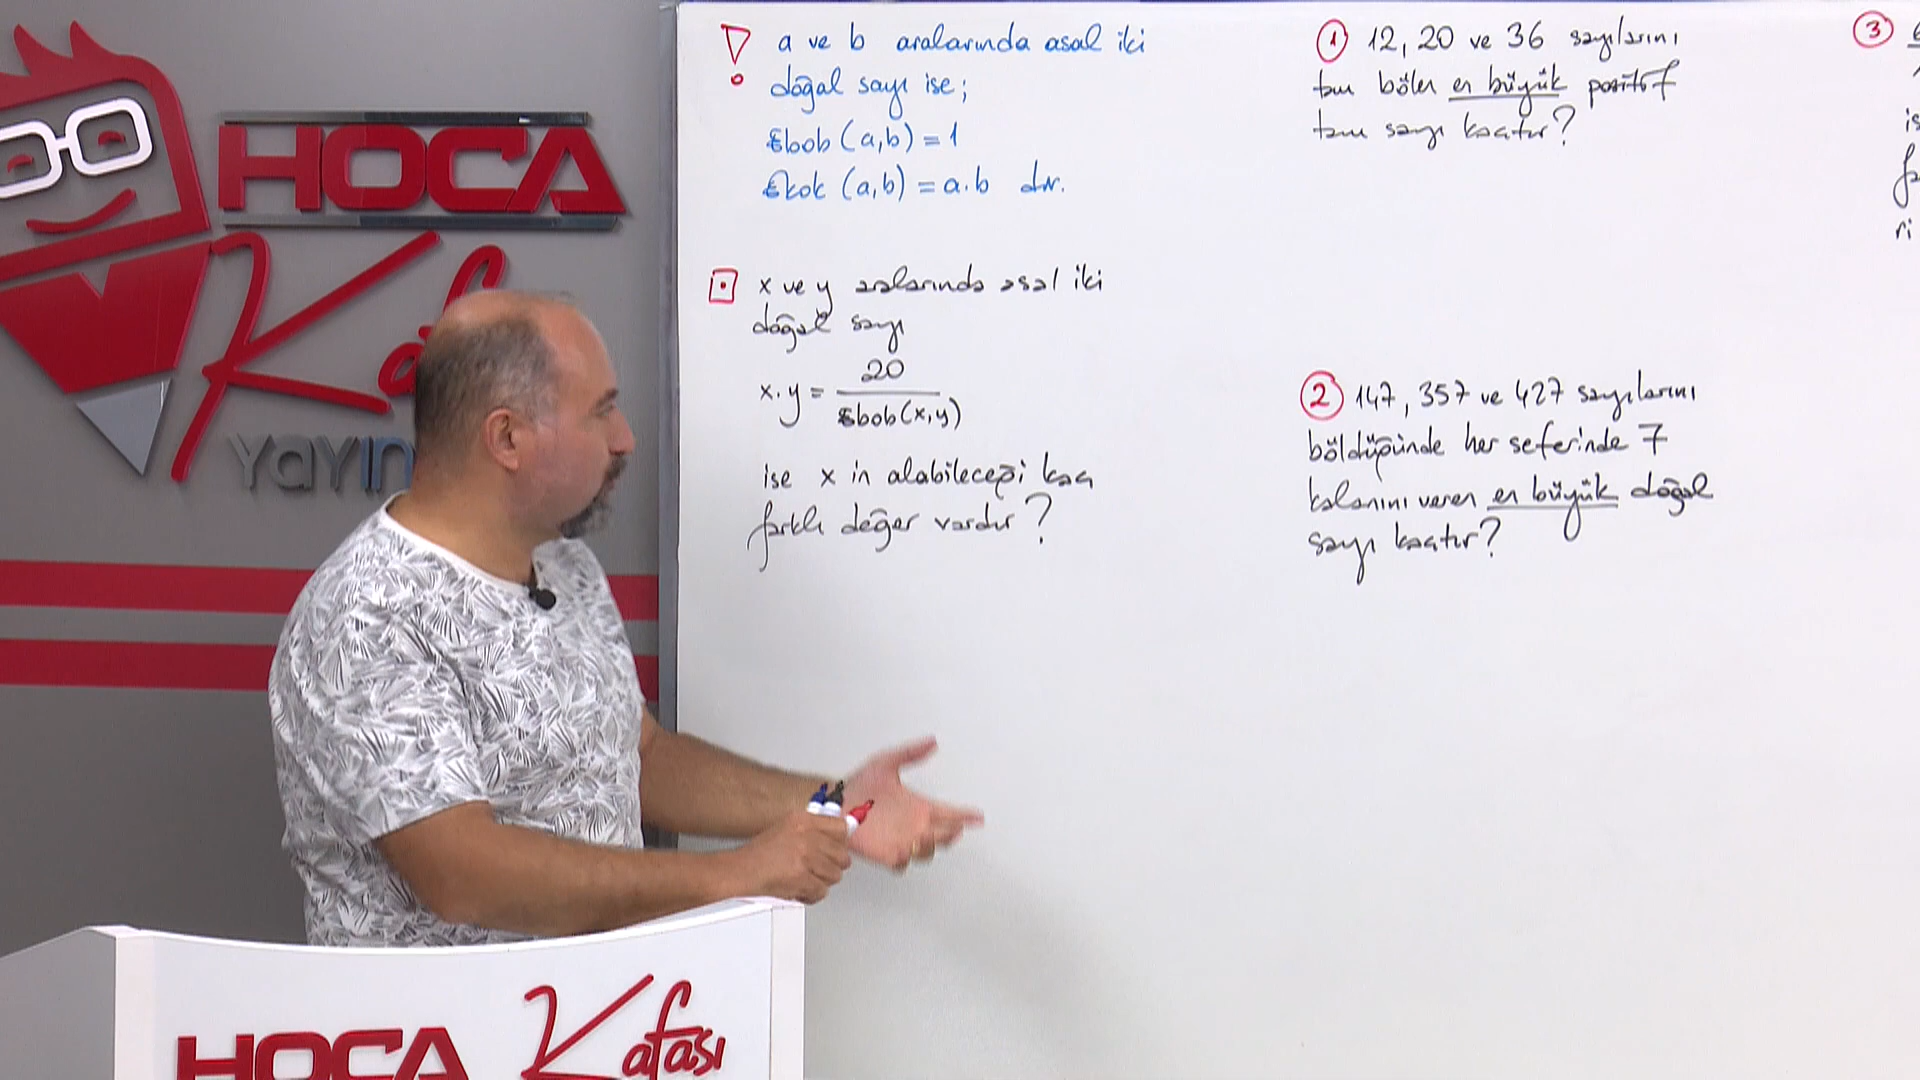 HOCA
Kafa
YAYIN
a ve b aralarında asal iki
doğal sayı ise;
Ebob (a,b) = 1
Ekok (a,b) = a.b dır.
x ve y aralarında asal iki
doğal sayı
x.y = 20 / Ebob(x,y)
ise x in alabileceği kaç
farklı değer vardır?
1 12, 20 ve 36 sayılarını
tam bölen en büyük pozitif
tam sayı kaçtır?
2 147, 357 ve 427 sayılarını
böldüğünde her seferinde 7
kalanını veren en büyük doğal
sayı kaçtır?
3
is
ri
HOCA
Kafası